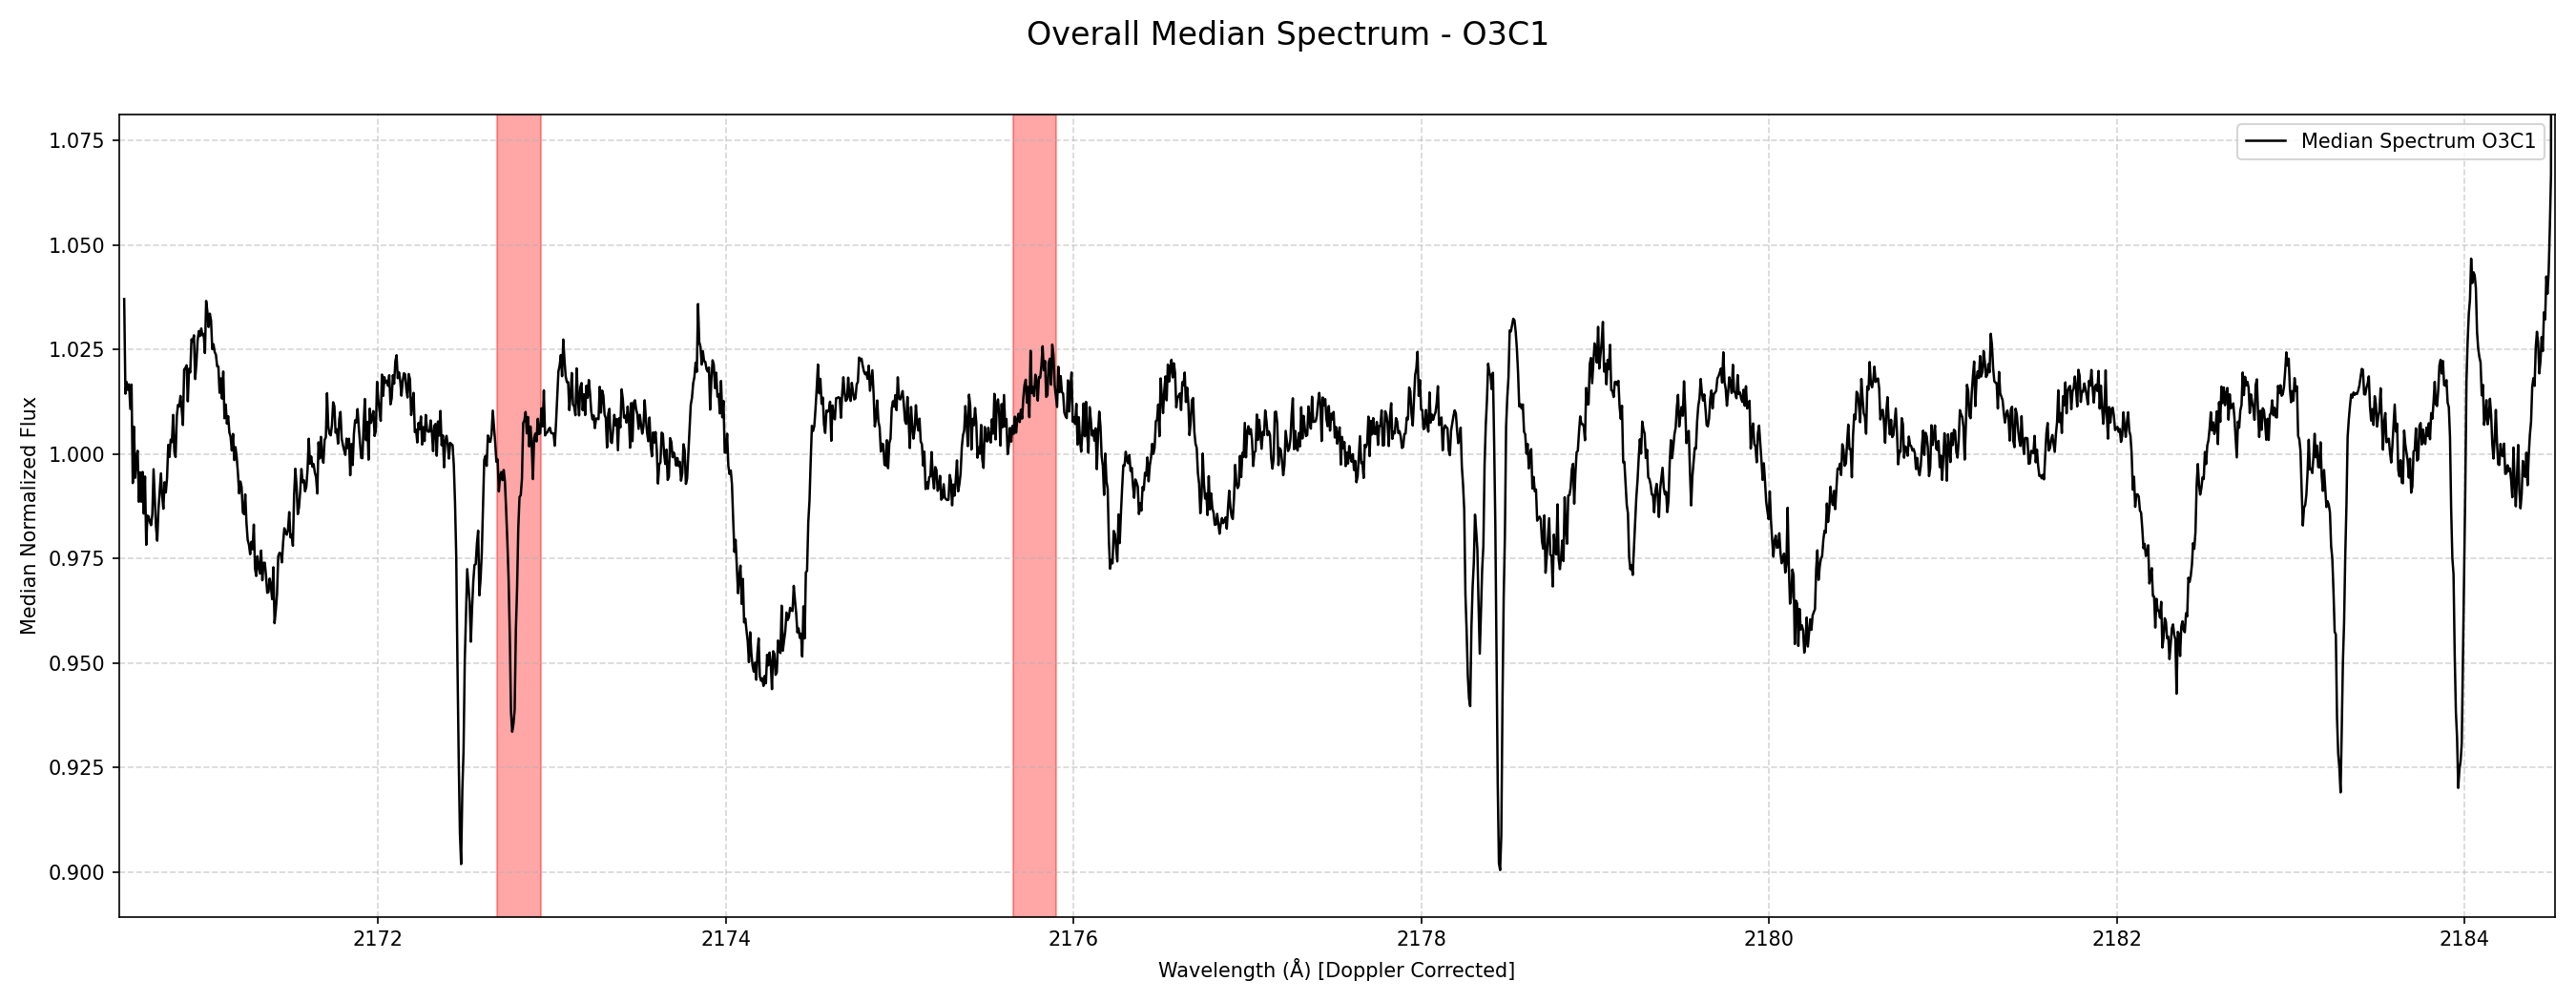 Overall Median Spectrum - O3C1
Median Spectrum O3C1
Median Normalized Flux
1.075
1.050
1.025
1.000
0.975
0.950
0.925
0.900
2172 2174 2176 2178 2180 2182 2184
Wavelength (Å) [Doppler Corrected]